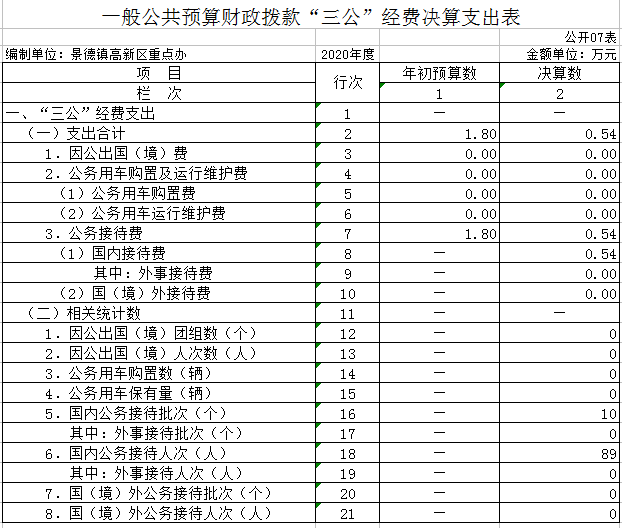 一般公共预算财政拨款“三公”经费决算支出表
公开07表
编制单位：景德镇高新区重点办 2020年度 金额单位：万元
项 目 行次 年初预算数 决算数
栏 次 1 2
一、“三公”经费支出 1 — —
（一）支出合计 2 1.80 0.54
1．因公出国（境）费 3 0.00 0.00
2．公务用车购置及运行维护费 4 0.00 0.00
（1）公务用车购置费 5 0.00 0.00
（2）公务用车运行维护费 6 0.00 0.00
3．公务接待费 7 1.80 0.54
（1）国内接待费 8 — 0.54
其中：外事接待费 9 — 0.00
（2）国（境）外接待费 10 — 0.00
（二）相关统计数 11 — —
1．因公出国（境）团组数（个） 12 — 0
2．因公出国（境）人次数（人） 13 — 0
3．公务用车购置数（辆） 14 — 0
4．公务用车保有量（辆） 15 — 0
5．国内公务接待批次（个） 16 — 10
其中：外事接待批次（个） 17 — 0
6．国内公务接待人次（人） 18 — 89
其中：外事接待人次（人） 19 — 0
7．国（境）外公务接待批次（个） 20 — 0
8．国（境）外公务接待人次（人） 21 — 0